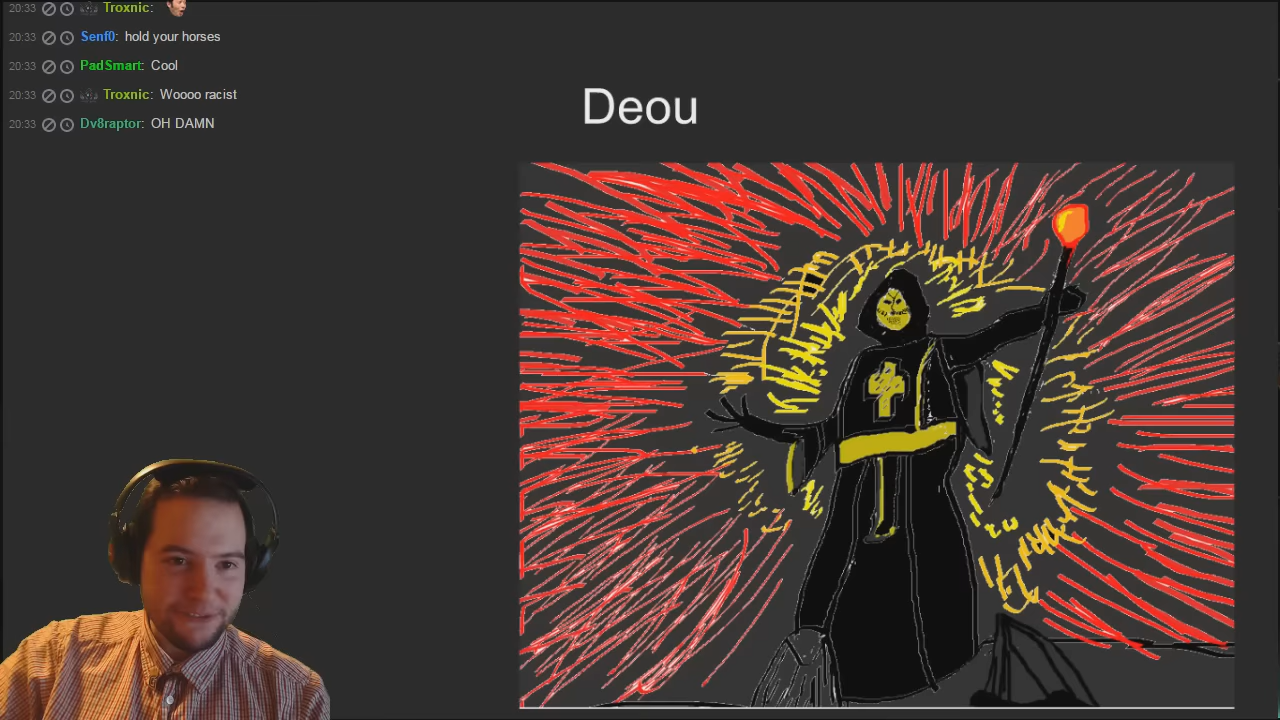 20:33 Troxnic:
20:33 Senf0: hold your horses
20:33 PadSmart: Cool
20:33 Troxnic: Woooo racist
20:33 Dv8raptor: OH DAMN
Deou